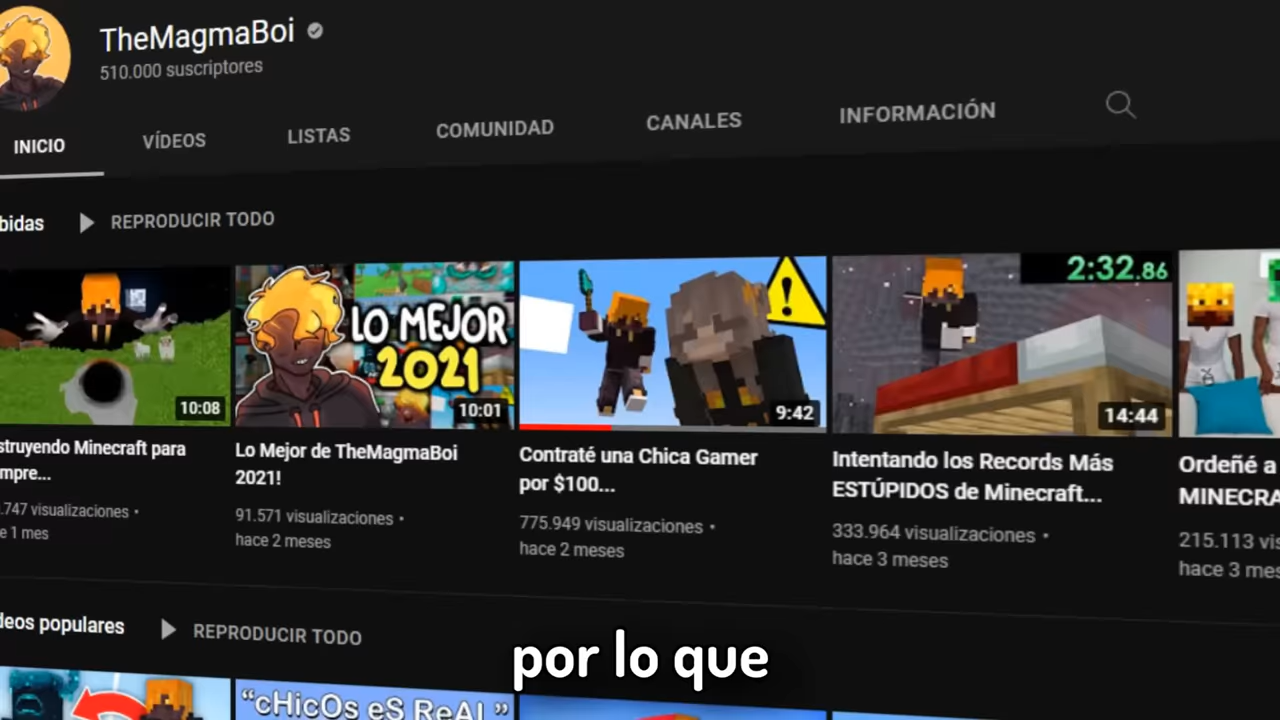 TheMagmaBoi
510.000 suscriptores
INICIO
VÍDEOS
LISTAS
COMUNIDAD
CANALES
INFORMACIÓN
bidas
REPRODUCIR TODO
10:08
LO MEJOR
2021
10:01
9:42
2:32.86
14:44
struyendo Minecraft para
mpre...
.747 visualizaciones •
e 1 mes
Lo Mejor de TheMagmaBoi
2021!
91.571 visualizaciones •
hace 2 meses
Contraté una Chica Gamer
por $100...
775.949 visualizaciones •
hace 2 meses
Intentando los Records Más
ESTÚPIDOS de Minecraft...
333.964 visualizaciones •
hace 3 meses
Ordeñé a
MINECRA
215.113 vis
hace 3 mes
deos populares
REPRODUCIR TODO
"cHicOs eS ReAL"
por lo que